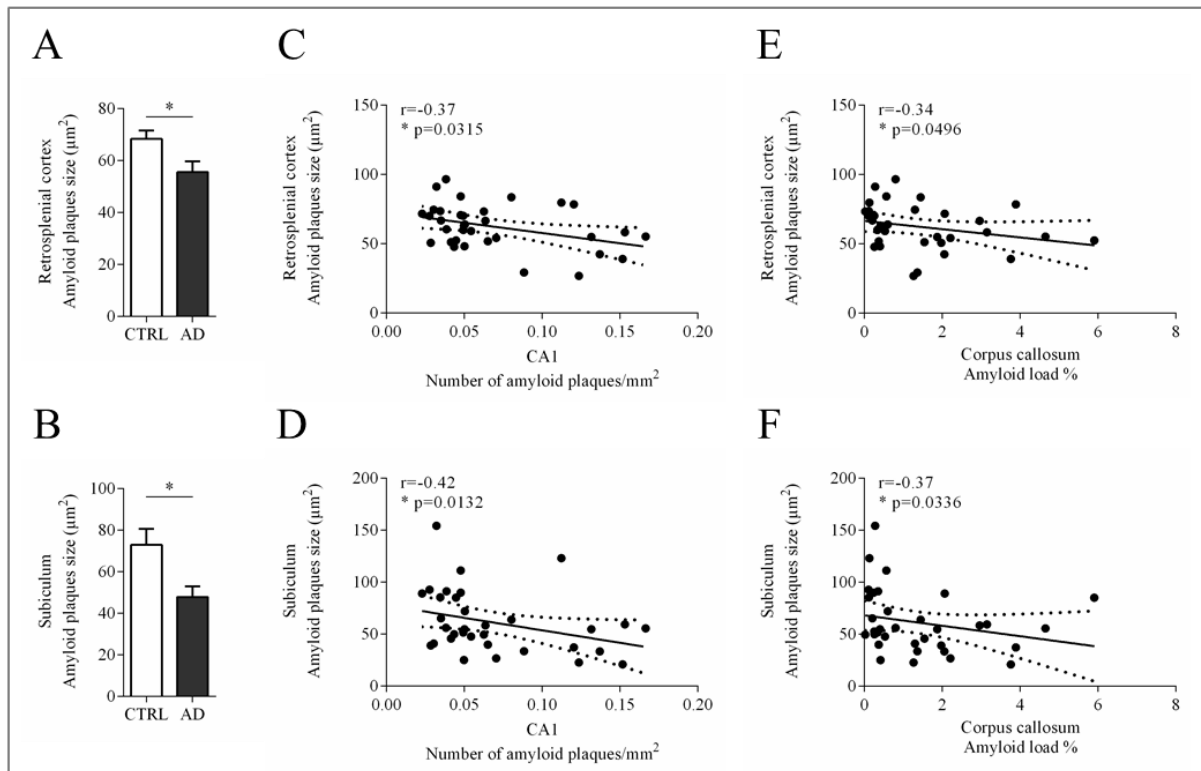 A
Retrosplenial cortex
Amyloid plaques size (µm²)
80
60
40
20
0
*
CTRL AD
C
Retrosplenial cortex
Amyloid plaques size (µm²)
150
100
50
0
r=-0.37
* p=0.0315
0.00 0.05 0.10 0.15 0.20
CA1
Number of amyloid plaques/mm²
E
Retrosplenial cortex
Amyloid plaques size (µm²)
150
100
50
0
r=-0.34
* p=0.0496
0 2 4 6 8
Corpus callosum
Amyloid load %
B
Subiculum
Amyloid plaques size (µm²)
100
80
60
40
20
0
*
CTRL AD
D
Subiculum
Amyloid plaques size (µm²)
200
150
100
50
0
r=-0.42
* p=0.0132
0.00 0.05 0.10 0.15 0.20
CA1
Number of amyloid plaques/mm²
F
Subiculum
Amyloid plaques size (µm²)
200
150
100
50
0
r=-0.37
* p=0.0336
0 2 4 6 8
Corpus callosum
Amyloid load %